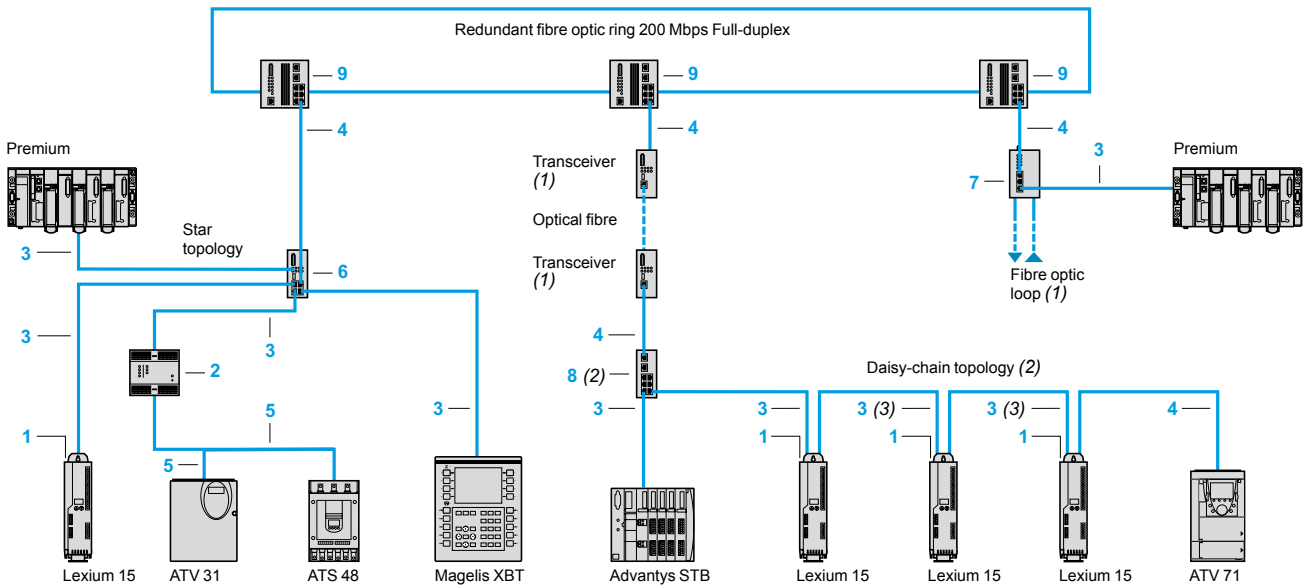 Redundant fibre optic ring 200 Mbps Full-duplex
9
9
9
4
4
4
Premium
Transceiver
(1)
3
Premium
7
Optical fibre
Star
topology
3
6
Transceiver
(1)
Fibre optic
loop (1)
3
3
4
2
8 (2)
Daisy-chain topology (2)
5
3
3
3
3 (3)
3 (3)
4
1
5
1
1
1
Lexium 15
ATV 31
ATS 48
Magelis XBT
Advantys STB
Lexium 15
Lexium 15
Lexium 15
ATV 71